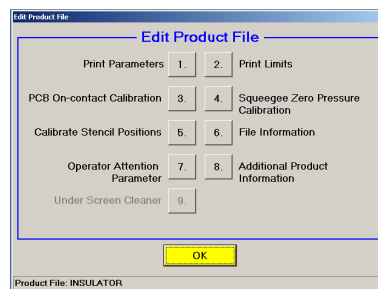 Edit Product File
Edit Product File
Print Parameters 1. 2. Print Limits
PCB On-contact Calibration 3. 4. Squeegee Zero Pressure
Calibration
Calibrate Stencil Positions 5. 6. File Information
Operator Attention 7. 8. Additional Product
Parameter Information
Under Screen Cleaner 9.
OK
Product File: INSULATOR